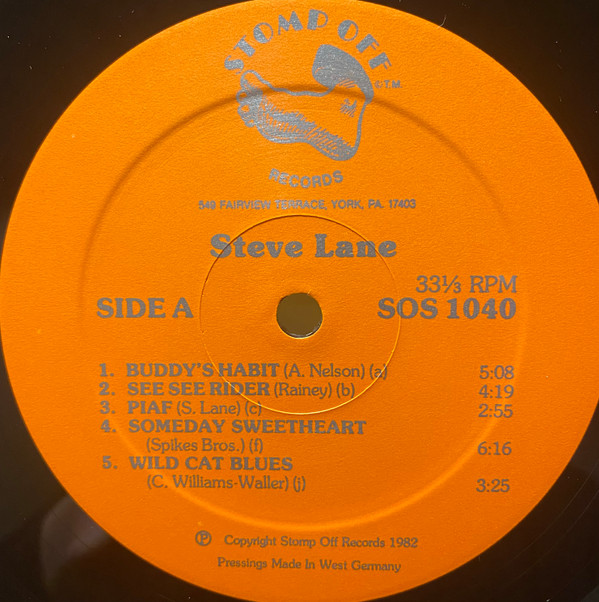 STOMP OFF
© T.M.
RECORDS
549 FAIRVIEW TERRACE, YORK, PA. 17403
Steve Lane
33⅓ RPM
SIDE A SOS 1040
1. BUDDY'S HABIT (A. Nelson) (a) 5:08
2. SEE SEE RIDER (Rainey) (b) 4:19
3. PIAF (S. Lane) (c) 2:55
4. SOMEDAY SWEETHEART
(Spikes Bros.) (f) 6:16
5. WILD CAT BLUES
(C. Williams-Waller) (j) 3:25
Ⓟ Copyright Stomp Off Records 1982
Pressings Made In West Germany